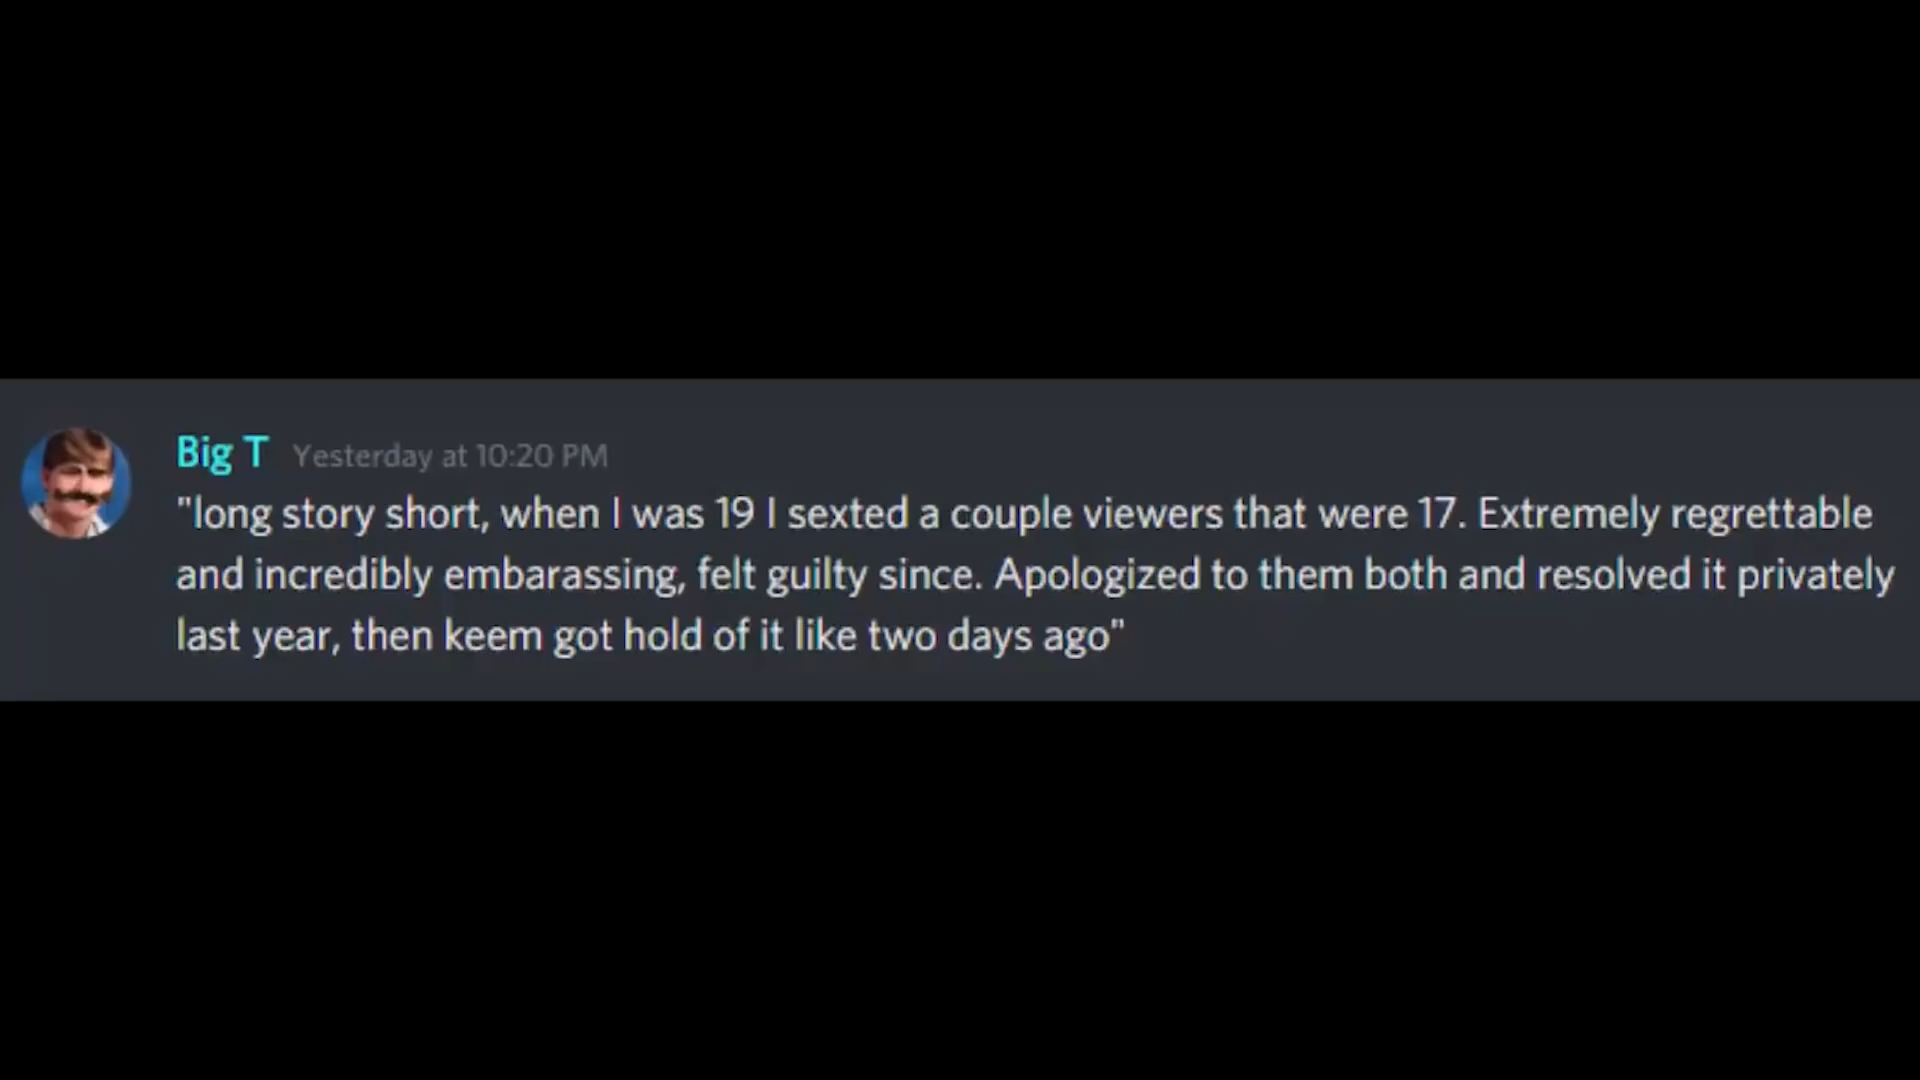 Big T Yesterday at 10:20 PM
"long story short, when I was 19 I sexted a couple viewers that were 17. Extremely regrettable
and incredibly embarassing, felt guilty since. Apologized to them both and resolved it privately
last year, then keem got hold of it like two days ago"